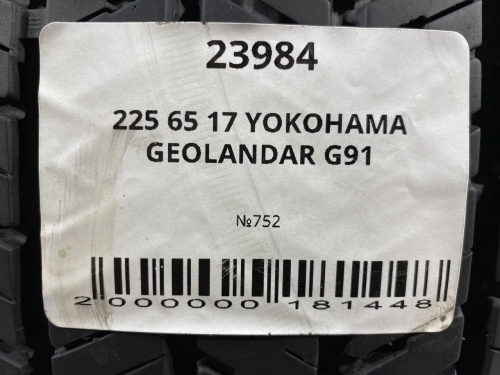 23984
225 65 17 YOKOHAMA
GEOLANDAR G91
№752
2 000000 181448